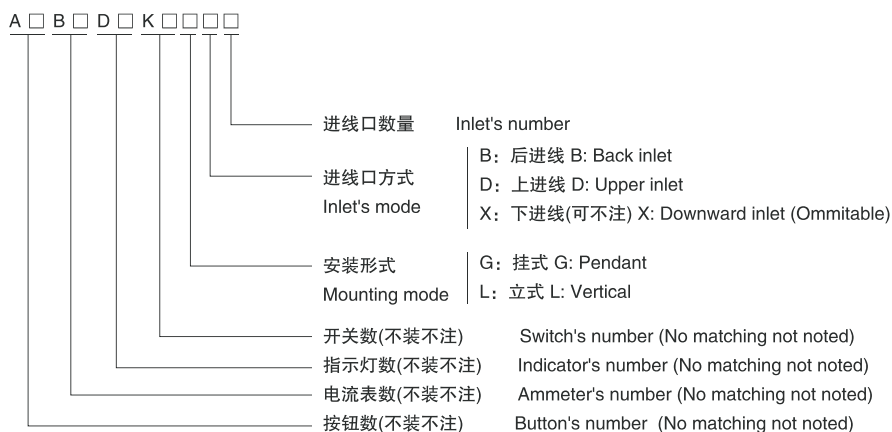 A □ B □ D □ K □ □ □ □
进线口数量 Inlet's number
进线口方式
Inlet's mode
B：后进线 B: Back inlet
D：上进线 D: Upper inlet
X：下进线(可不注) X: Downward inlet (Ommitable)
安装形式
Mounting mode
G：挂式 G: Pendant
L：立式 L: Vertical
开关数(不装不注) Switch's number (No matching not noted)
指示灯数(不装不注) Indicator's number (No matching not noted)
电流表数(不装不注) Ammeter's number (No matching not noted)
按钮数(不装不注) Button's number (No matching not noted)